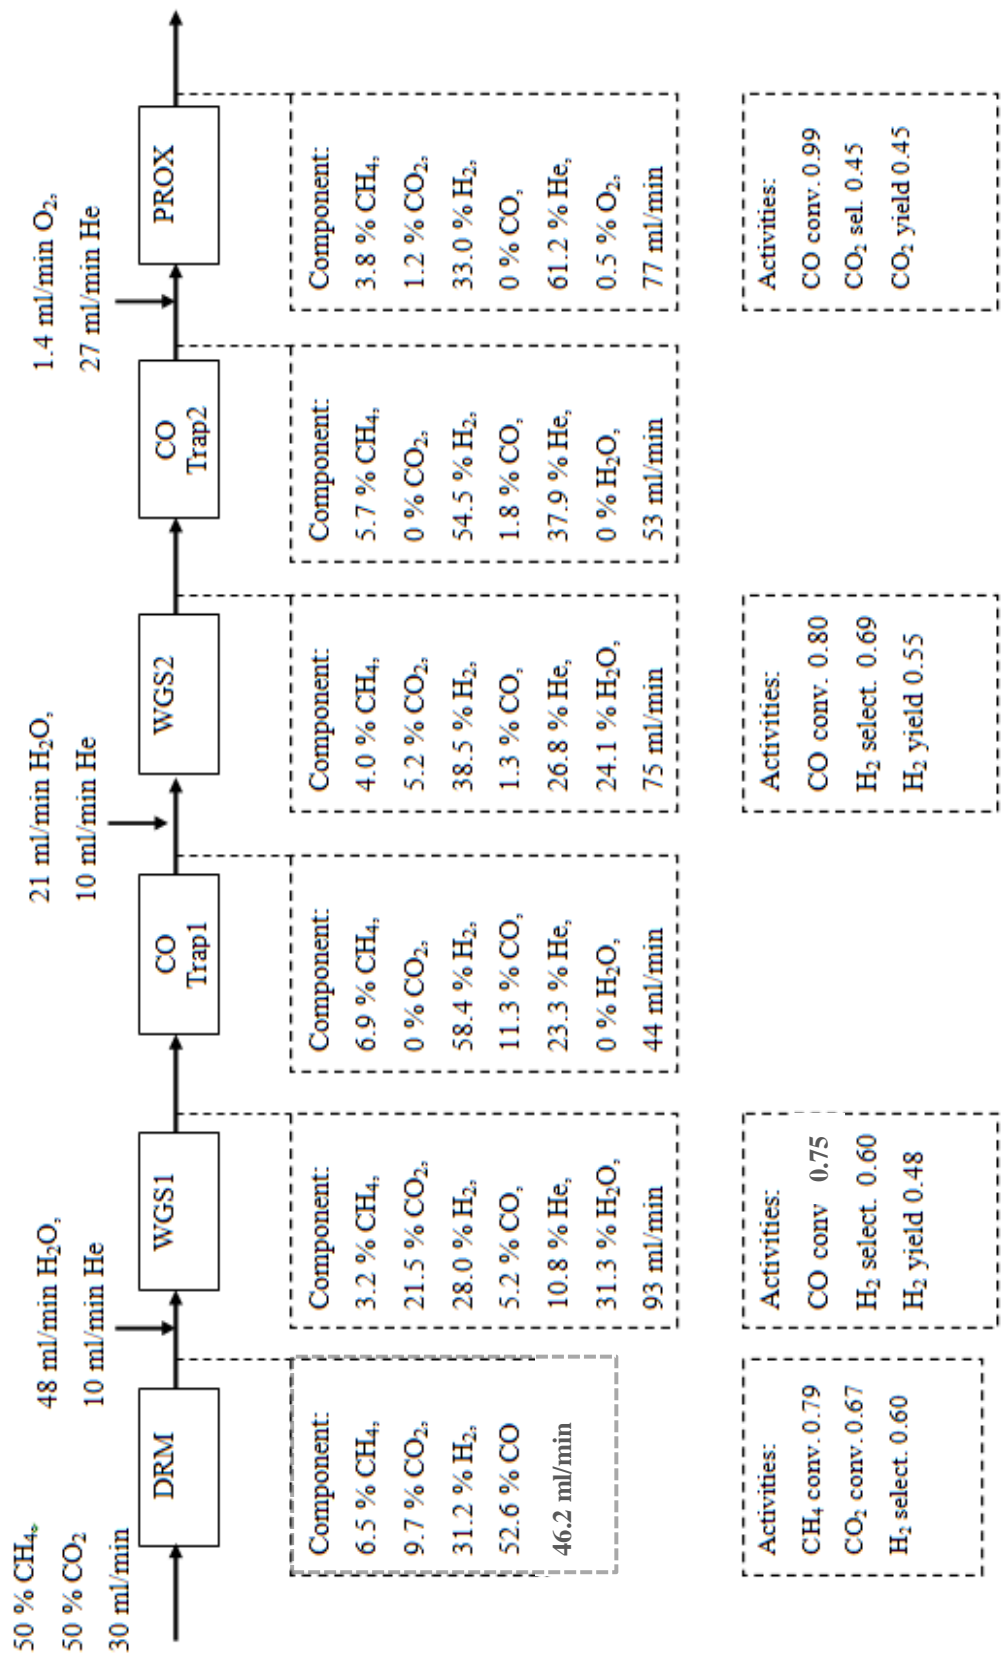 50 % CH₄,
50 % CO₂
30 ml/min
DRM
48 ml/min H₂O,
10 ml/min He
WGS1
CO
Trap1
21 ml/min H₂O,
10 ml/min He
WGS2
CO
Trap2
1.4 ml/min O₂,
27 ml/min He
PROX
Component:
6.5 % CH₄,
9.7 % CO₂,
31.2 % H₂,
52.6 % CO
46.2 ml/min
Component:
3.2 % CH₄,
21.5 % CO₂,
28.0 % H₂,
5.2 % CO,
10.8 % He,
31.3 % H₂O,
93 ml/min
Component:
6.9 % CH₄,
0 % CO₂,
58.4 % H₂,
11.3 % CO,
23.3 % He,
0 % H₂O,
44 ml/min
Component:
4.0 % CH₄,
5.2 % CO₂,
38.5 % H₂,
1.3 % CO,
26.8 % He,
24.1 % H₂O,
75 ml/min
Component:
5.7 % CH₄,
0 % CO₂,
54.5 % H₂,
1.8 % CO,
37.9 % He,
0 % H₂O,
53 ml/min
Component:
3.8 % CH₄,
1.2 % CO₂,
33.0 % H₂,
0 % CO,
61.2 % He,
0.5 % O₂,
77 ml/min
Activities:
CH₄ conv. 0.79
CO₂ conv. 0.67
H₂ select. 0.60
Activities:
CO conv 0.75
H₂ select. 0.60
H₂ yield 0.48
Activities:
CO conv. 0.80
H₂ select. 0.69
H₂ yield 0.55
Activities:
CO conv. 0.99
CO₂ sel. 0.45
CO₂ yield 0.45